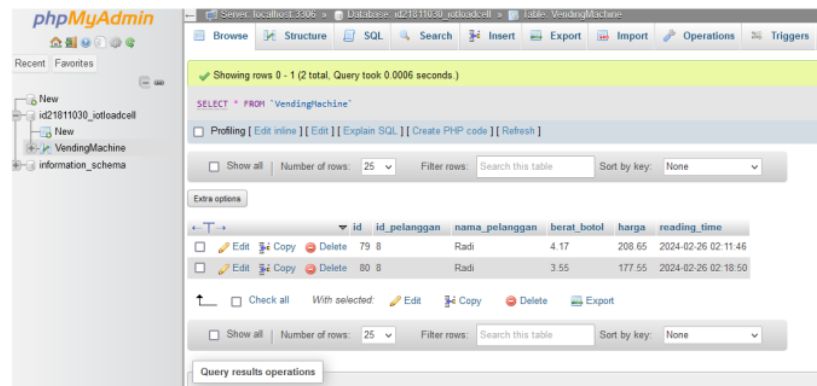 phpMyAdmin
Recent Favorites
New
id21811030_iotloadcell
New
VendingMachine
information_schema
Server: localhost:3306 » Database: id21811030_iotloadcell » Table: VendingMachine
Browse Structure SQL Search Insert Export Import Operations Triggers
Showing rows 0 - 1 (2 total, Query took 0.0006 seconds.)
SELECT * FROM `VendingMachine`
Profiling [ Edit inline ] [ Edit ] [ Explain SQL ] [ Create PHP code ] [ Refresh ]
Show all | Number of rows: 25 Filter rows: Search this table Sort by key: None
Extra options
←T→ id id_pelanggan nama_pelanggan berat_botol harga reading_time
Edit Copy Delete 79 8 Radi 4.17 208.65 2024-02-26 02:11:46
Edit Copy Delete 80 8 Radi 3.55 177.55 2024-02-26 02:18:50
Check all With selected: Edit Copy Delete Export
Show all | Number of rows: 25 Filter rows: Search this table Sort by key: None
Query results operations